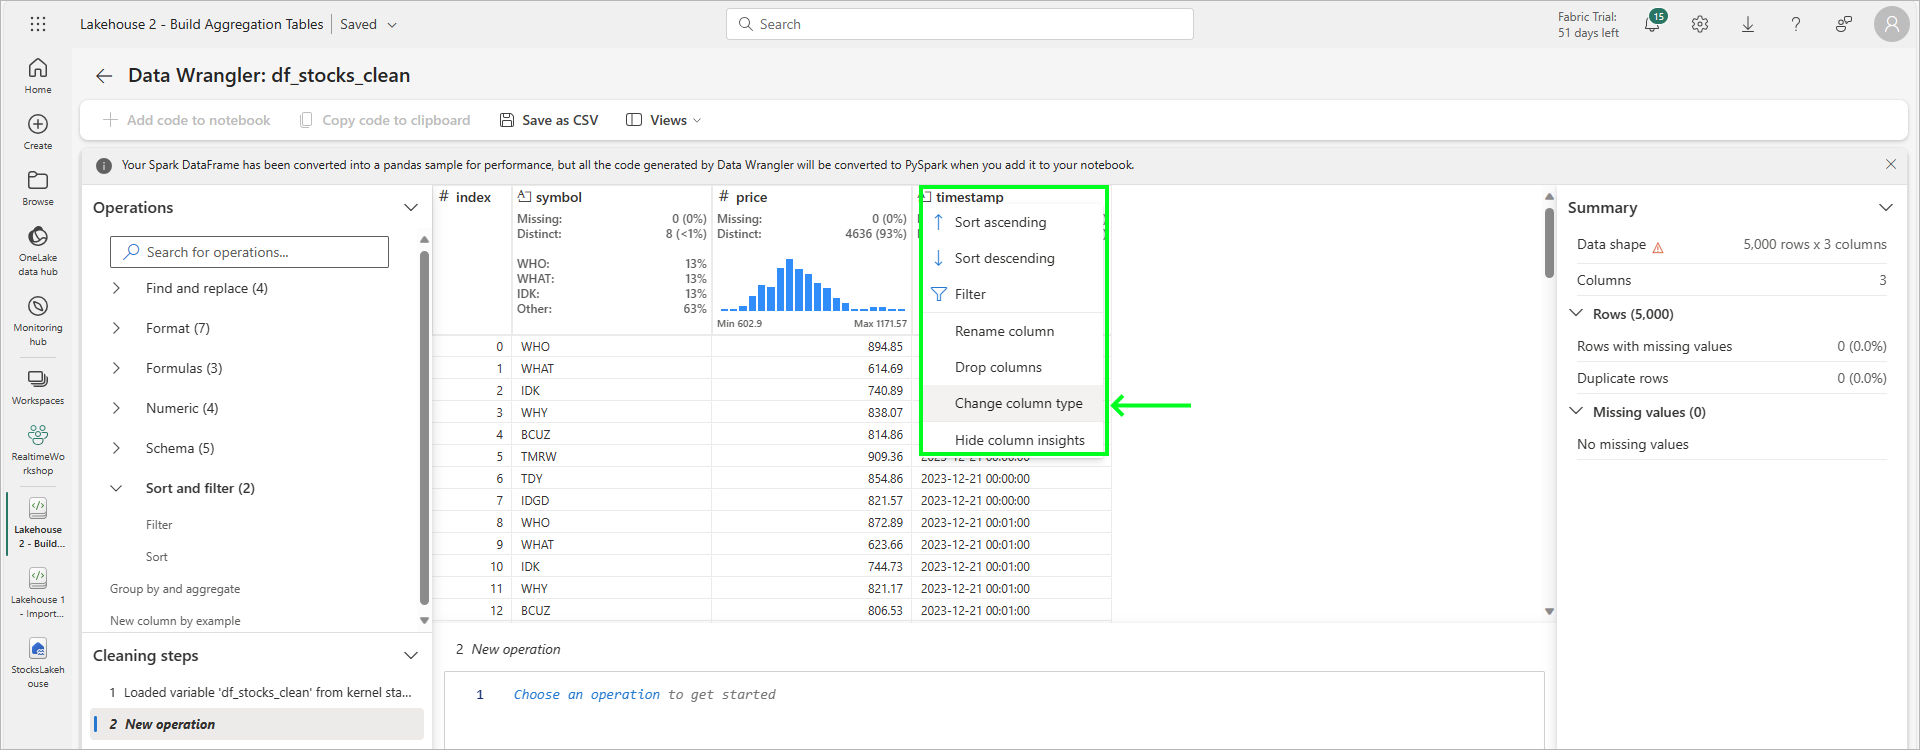 Lakehouse 2 - Build Aggregation Tables
Saved
Search
Fabric Trial:
51 days left
15
Home
Create
Browse
OneLake
data hub
Monitoring
hub
Workspaces
RealtimeWo
rkshop
Lakehouse
2 - Build...
Lakehouse 1
- Import...
StocksLakeh
ouse
Data Wrangler: df_stocks_clean
Add code to notebook
Copy code to clipboard
Save as CSV
Views
Your Spark DataFrame has been converted into a pandas sample for performance, but all the code generated by Data Wrangler will be converted to PySpark when you add it to your notebook.
Operations
Search for operations...
Find and replace (4)
Format (7)
Formulas (3)
Numeric (4)
Schema (5)
Sort and filter (2)
Filter
Sort
Group by and aggregate
New column by example
Cleaning steps
1 Loaded variable 'df_stocks_clean' from kernel sta...
2 New operation
# index
symbol
Missing: 0 (0%)
Distinct: 8 (<1%)
WHO: 13%
WHAT: 13%
IDK: 13%
Other: 63%
# price
Missing: 0 (0%)
Distinct: 4636 (93%)
Min 602.9 Max 1171.57
timestamp
Sort ascending
Sort descending
Filter
Rename column
Drop columns
Change column type
Hide column insights
0 WHO 894.85
1 WHAT 614.69
2 IDK 740.89
3 WHY 838.07
4 BCUZ 814.86
5 TMRW 909.36 2023-12-21 00:00:00
6 TDY 854.86 2023-12-21 00:00:00
7 IDGD 821.57 2023-12-21 00:00:00
8 WHO 872.89 2023-12-21 00:01:00
9 WHAT 623.66 2023-12-21 00:01:00
10 IDK 744.73 2023-12-21 00:01:00
11 WHY 821.17 2023-12-21 00:01:00
12 BCUZ 806.53 2023-12-21 00:01:00
2 New operation
1 Choose an operation to get started
Summary
Data shape 5,000 rows x 3 columns
Columns 3
Rows (5,000)
Rows with missing values 0 (0.0%)
Duplicate rows 0 (0.0%)
Missing values (0)
No missing values